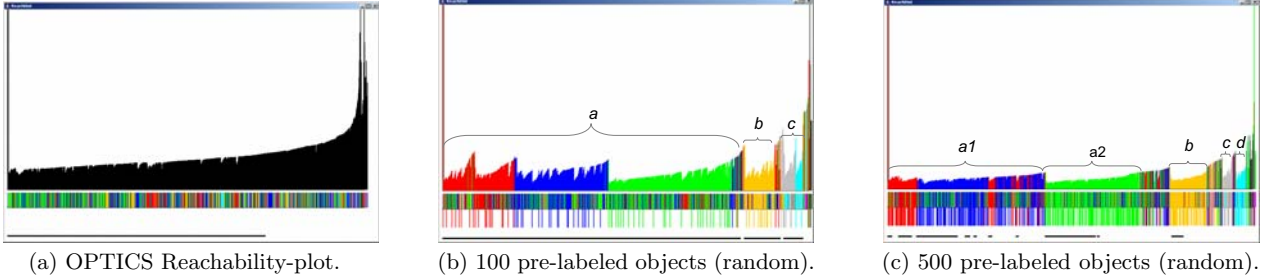 a
b
c
a1
a2
b
c
d
(a) OPTICS Reachability-plot.
(b) 100 pre-labeled objects (random).
(c) 500 pre-labeled objects (random).